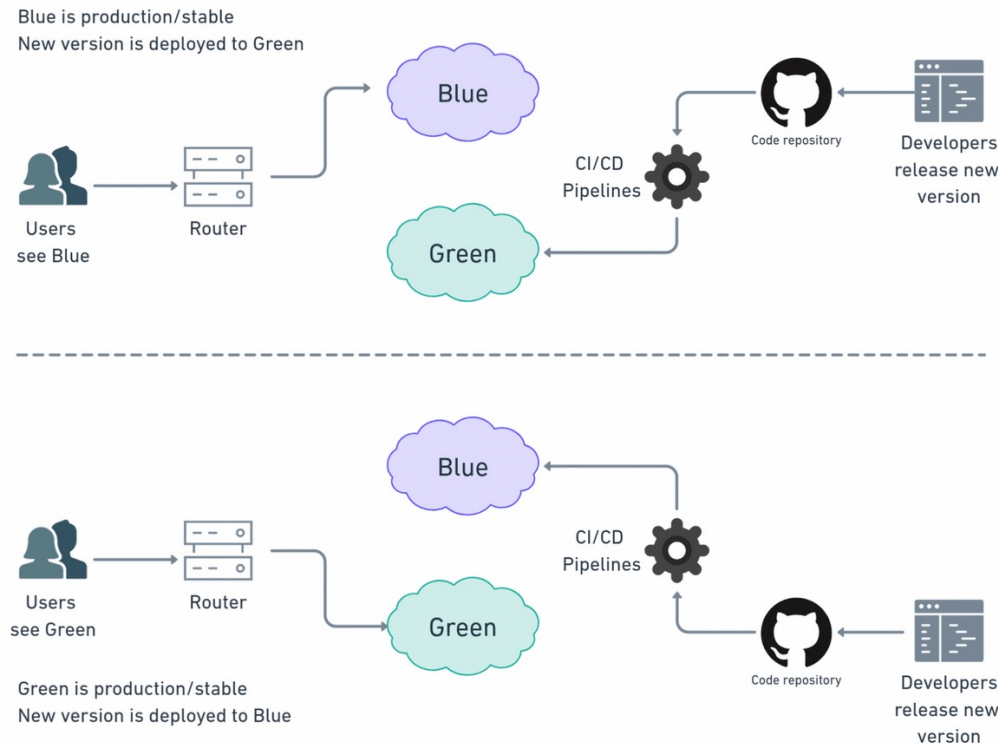 Blue is production/stable
New version is deployed to Green
Blue
Code repository
Developers
release new
version
CI/CD
Pipelines
Users
see Blue
Router
Green
Blue
CI/CD
Pipelines
Users
see Green
Router
Green
Code repository
Developers
release new
version
Green is production/stable
New version is deployed to Blue